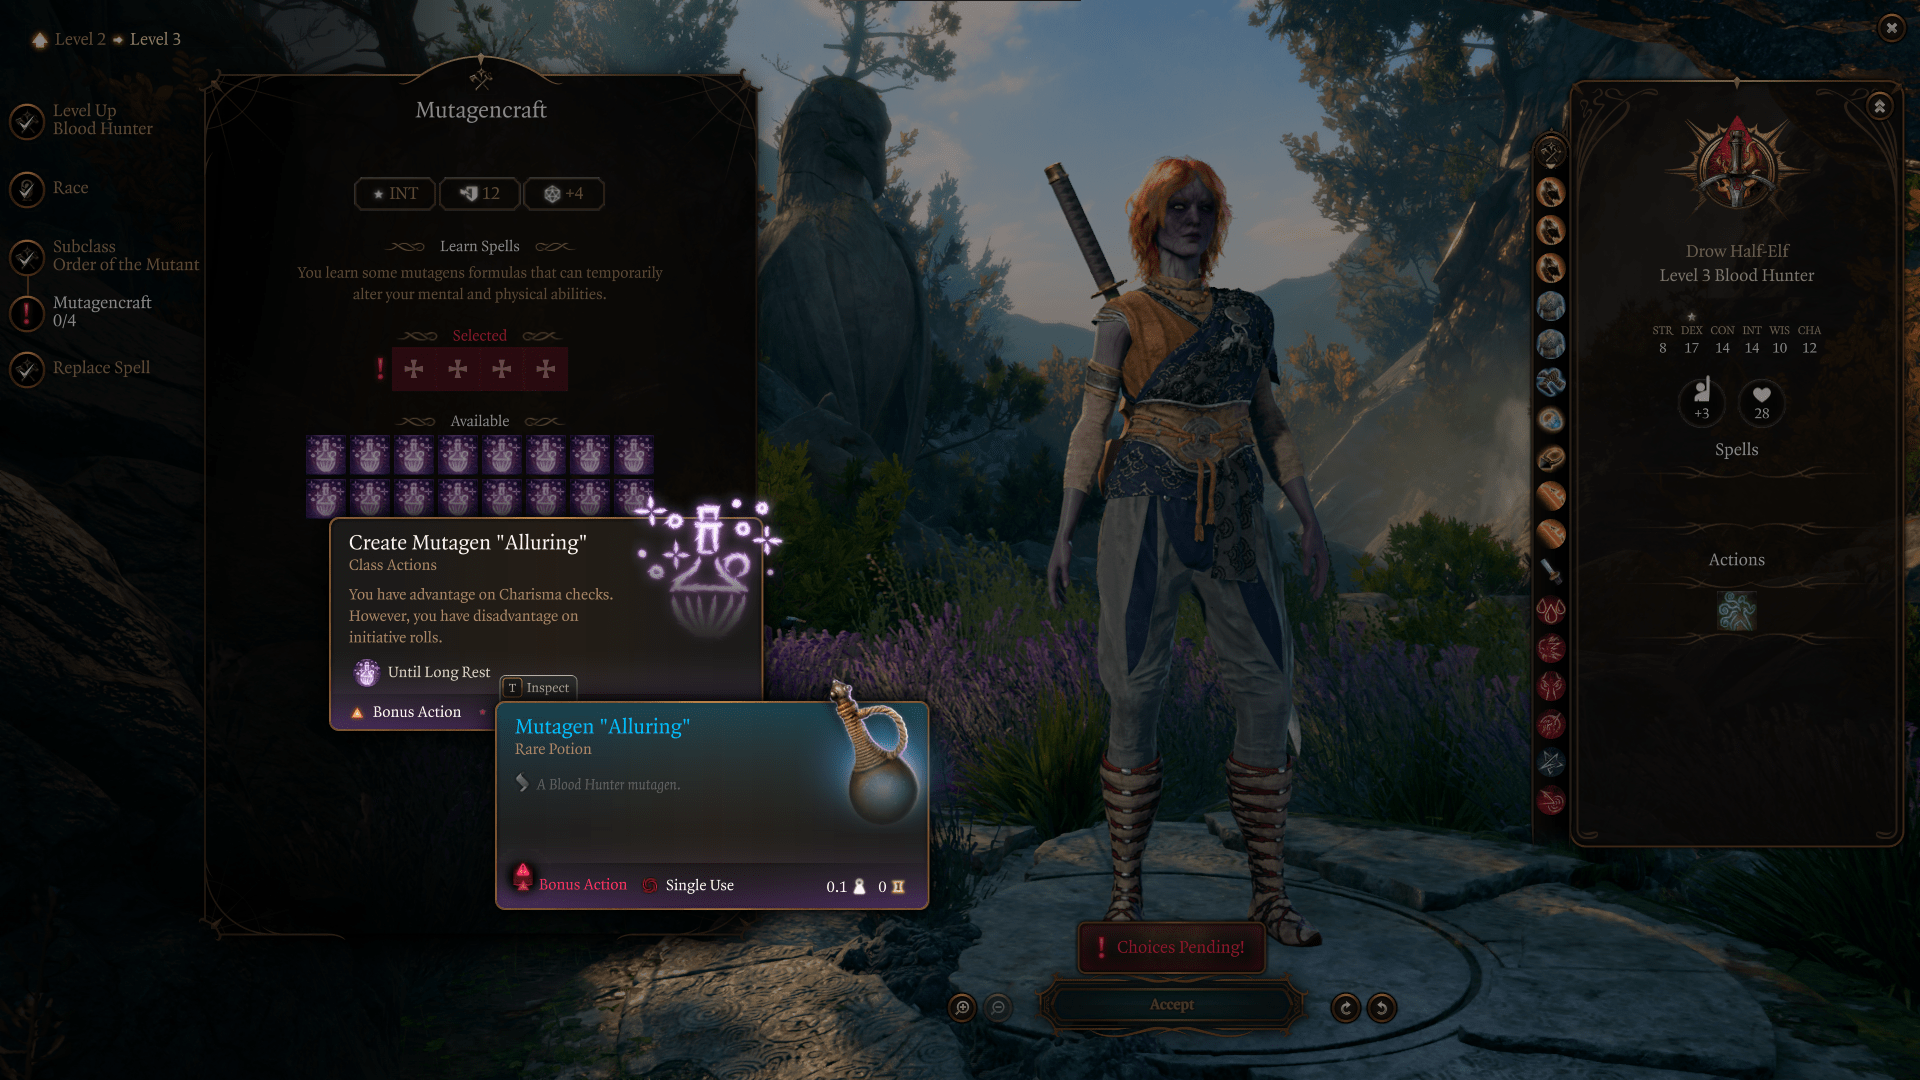 Level 2 Level 3
Level Up
Blood Hunter
Race
Subclass
Order of the Mutant
Mutagencraft
0/4
Replace Spell
Mutagencraft
INT 12 +4
Learn Spells
You learn some mutagens formulas that can temporarily
alter your mental and physical abilities.
Selected
Available
Create Mutagen "Alluring"
Class Actions
You have advantage on Charisma checks.
However, you have disadvantage on
initiative rolls.
Until Long Rest
T Inspect
Bonus Action
Mutagen "Alluring"
Rare Potion
A Blood Hunter mutagen.
Bonus Action Single Use 0.1 0
! Choices Pending!
Accept
Drow Half-Elf
Level 3 Blood Hunter
STR DEX CON INT WIS CHA
8 17 14 14 10 12
+3 28
Spells
Actions